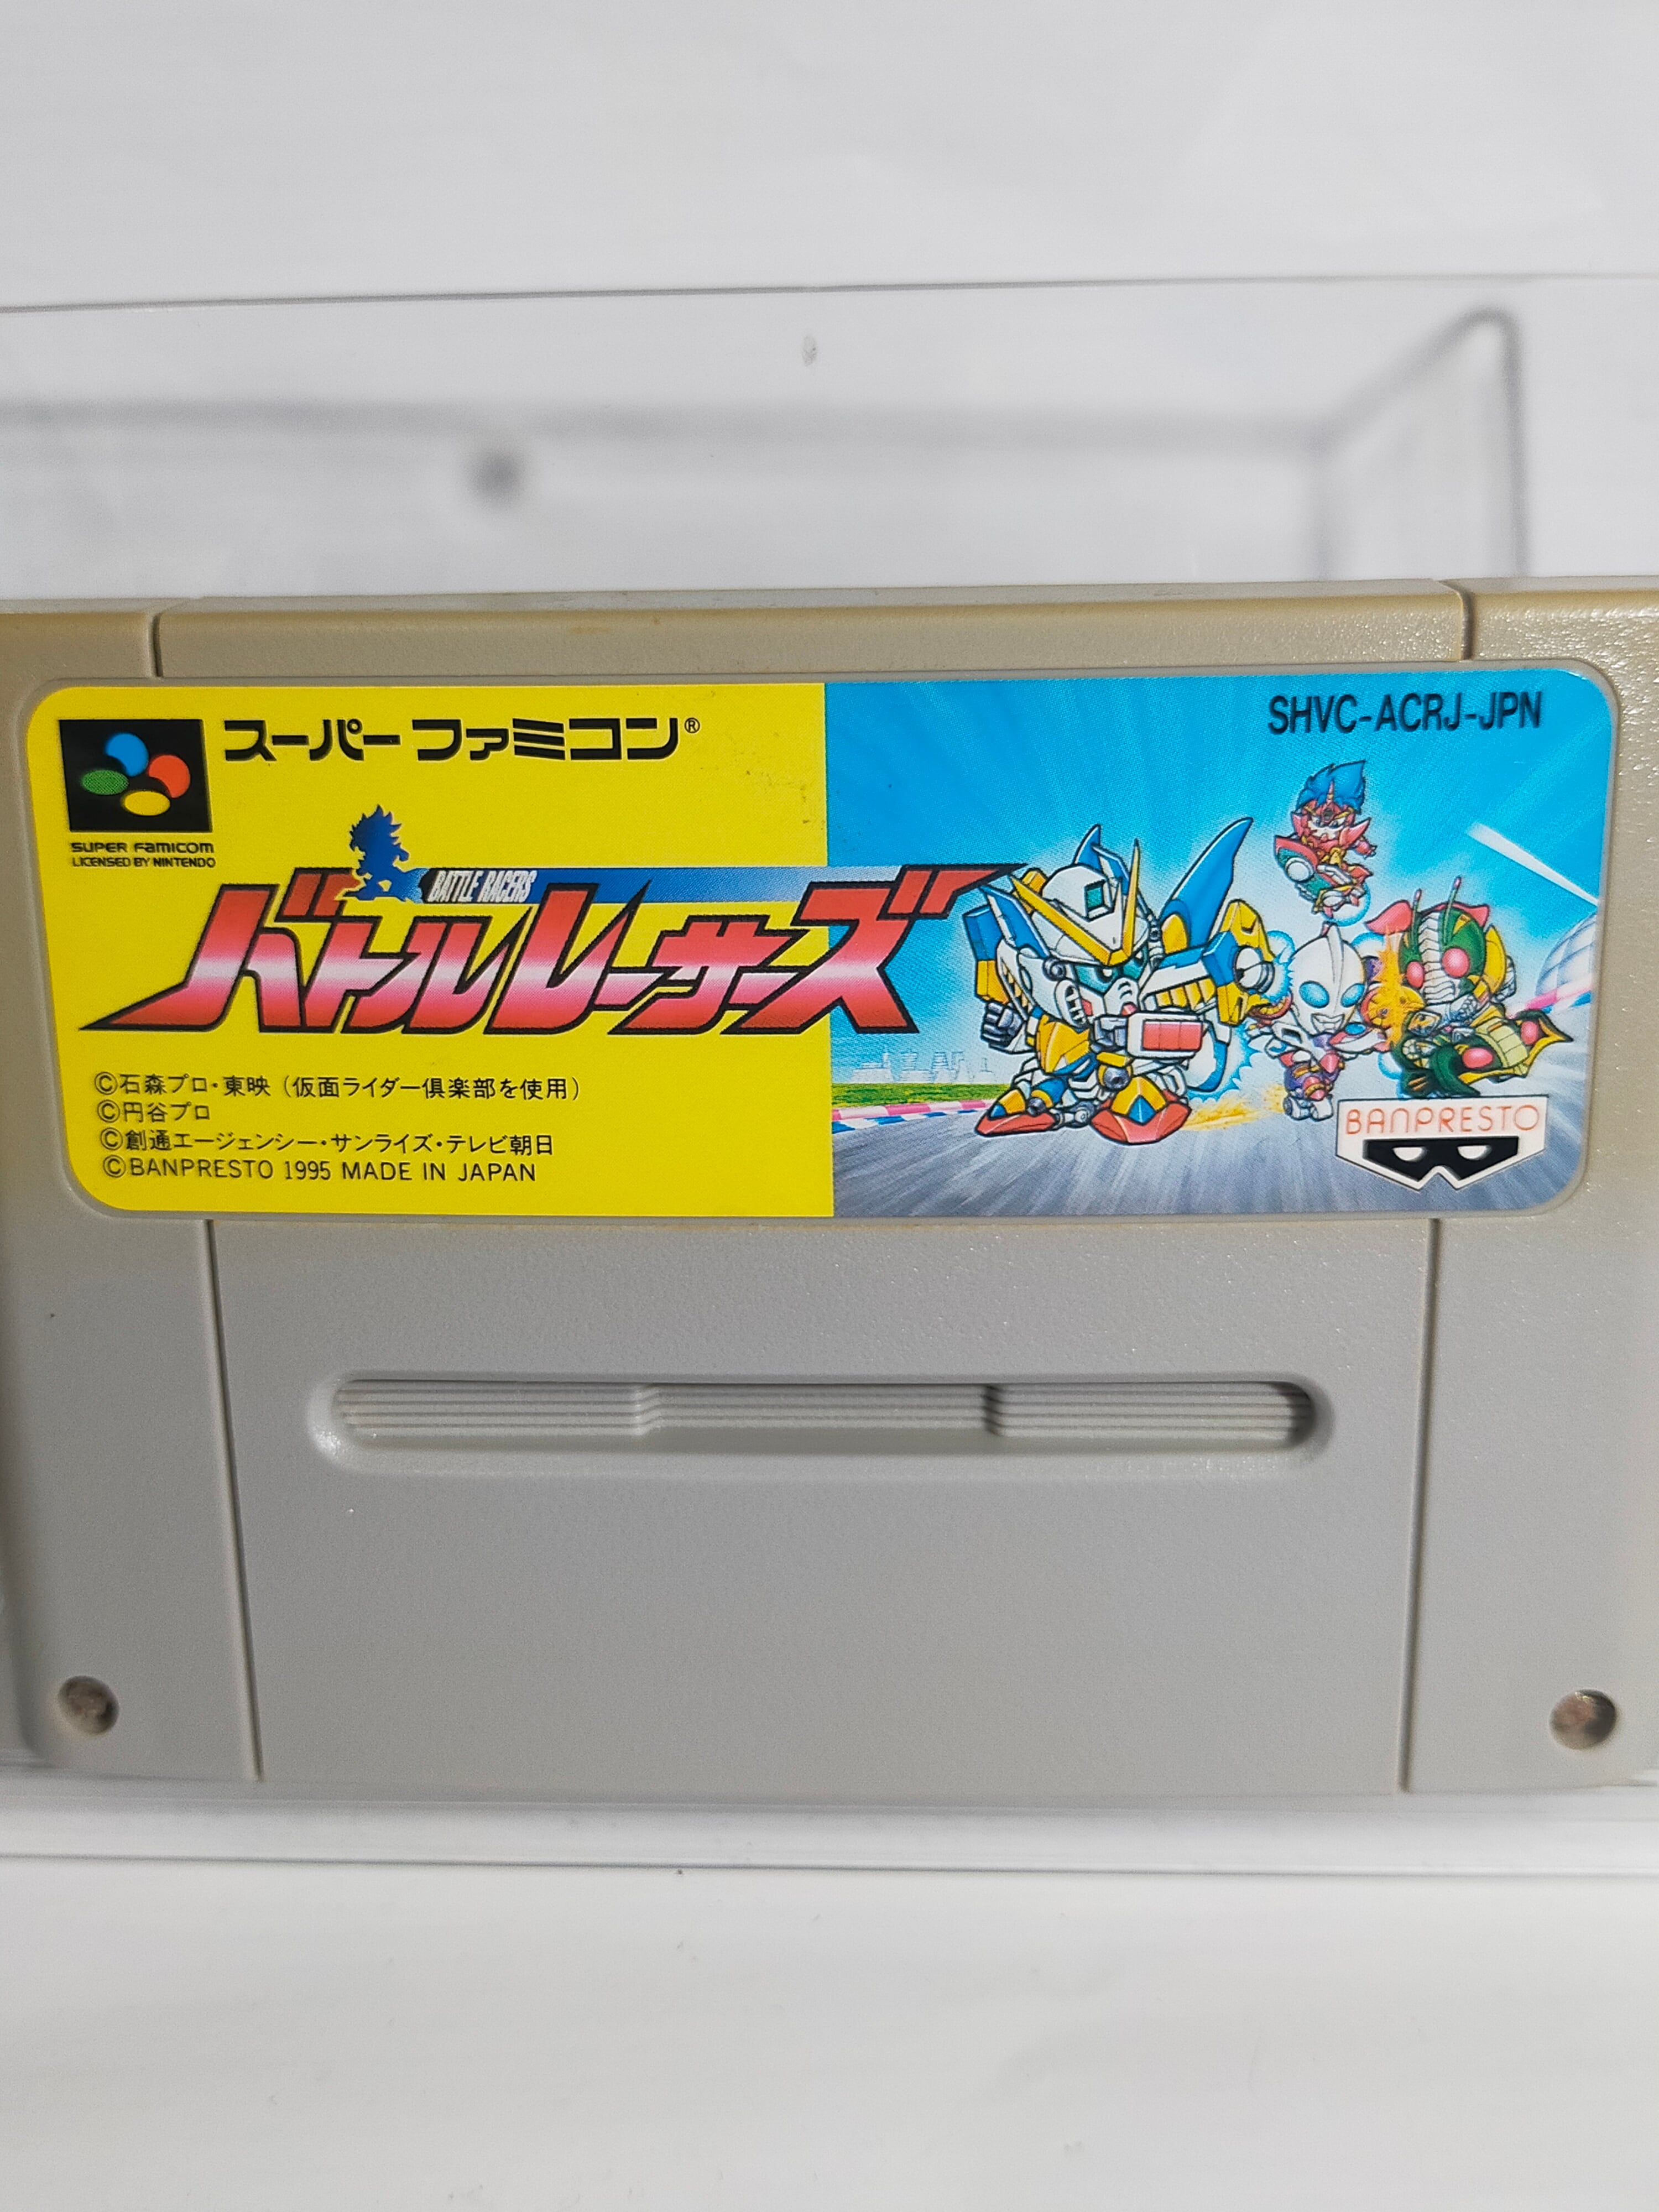 スーパーファミコン®
SHVC-ACRJ-JPN
SUPER FAMICOM
LICENSED BY NINTENDO
BATTLE RACERS
バトルレーサーズ
©石森プロ・東映（仮面ライダー倶楽部を使用）
©円谷プロ
©創通エージェンシー・サンライズ・テレビ朝日
©BANPRESTO 1995 MADE IN JAPAN
BANPRESTO